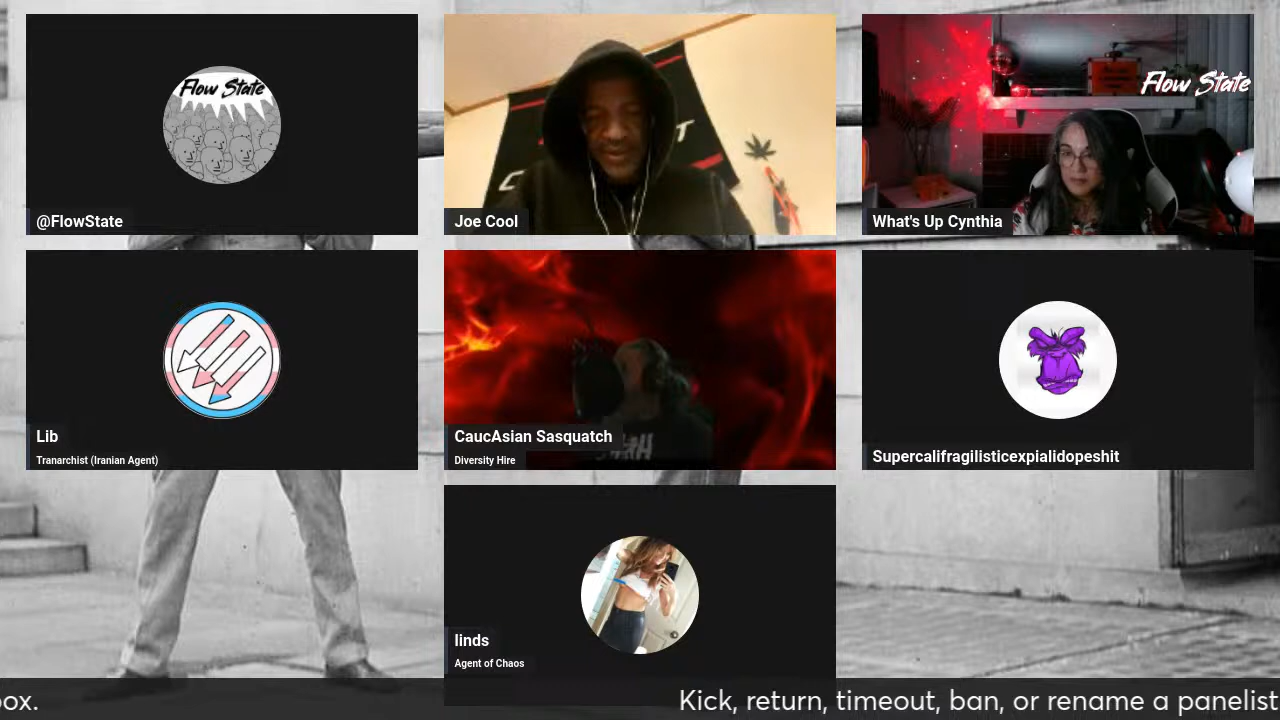 Flow State
@FlowState
Joe Cool
Flow State
What's Up Cynthia
Lib
Tranarchist (Iranian Agent)
CaucAsian Sasquatch
Diversity Hire
Supercalifragilisticexpialidopeshit
linds
Agent of Chaos
ox.
Kick, return, timeout, ban, or rename a panelist